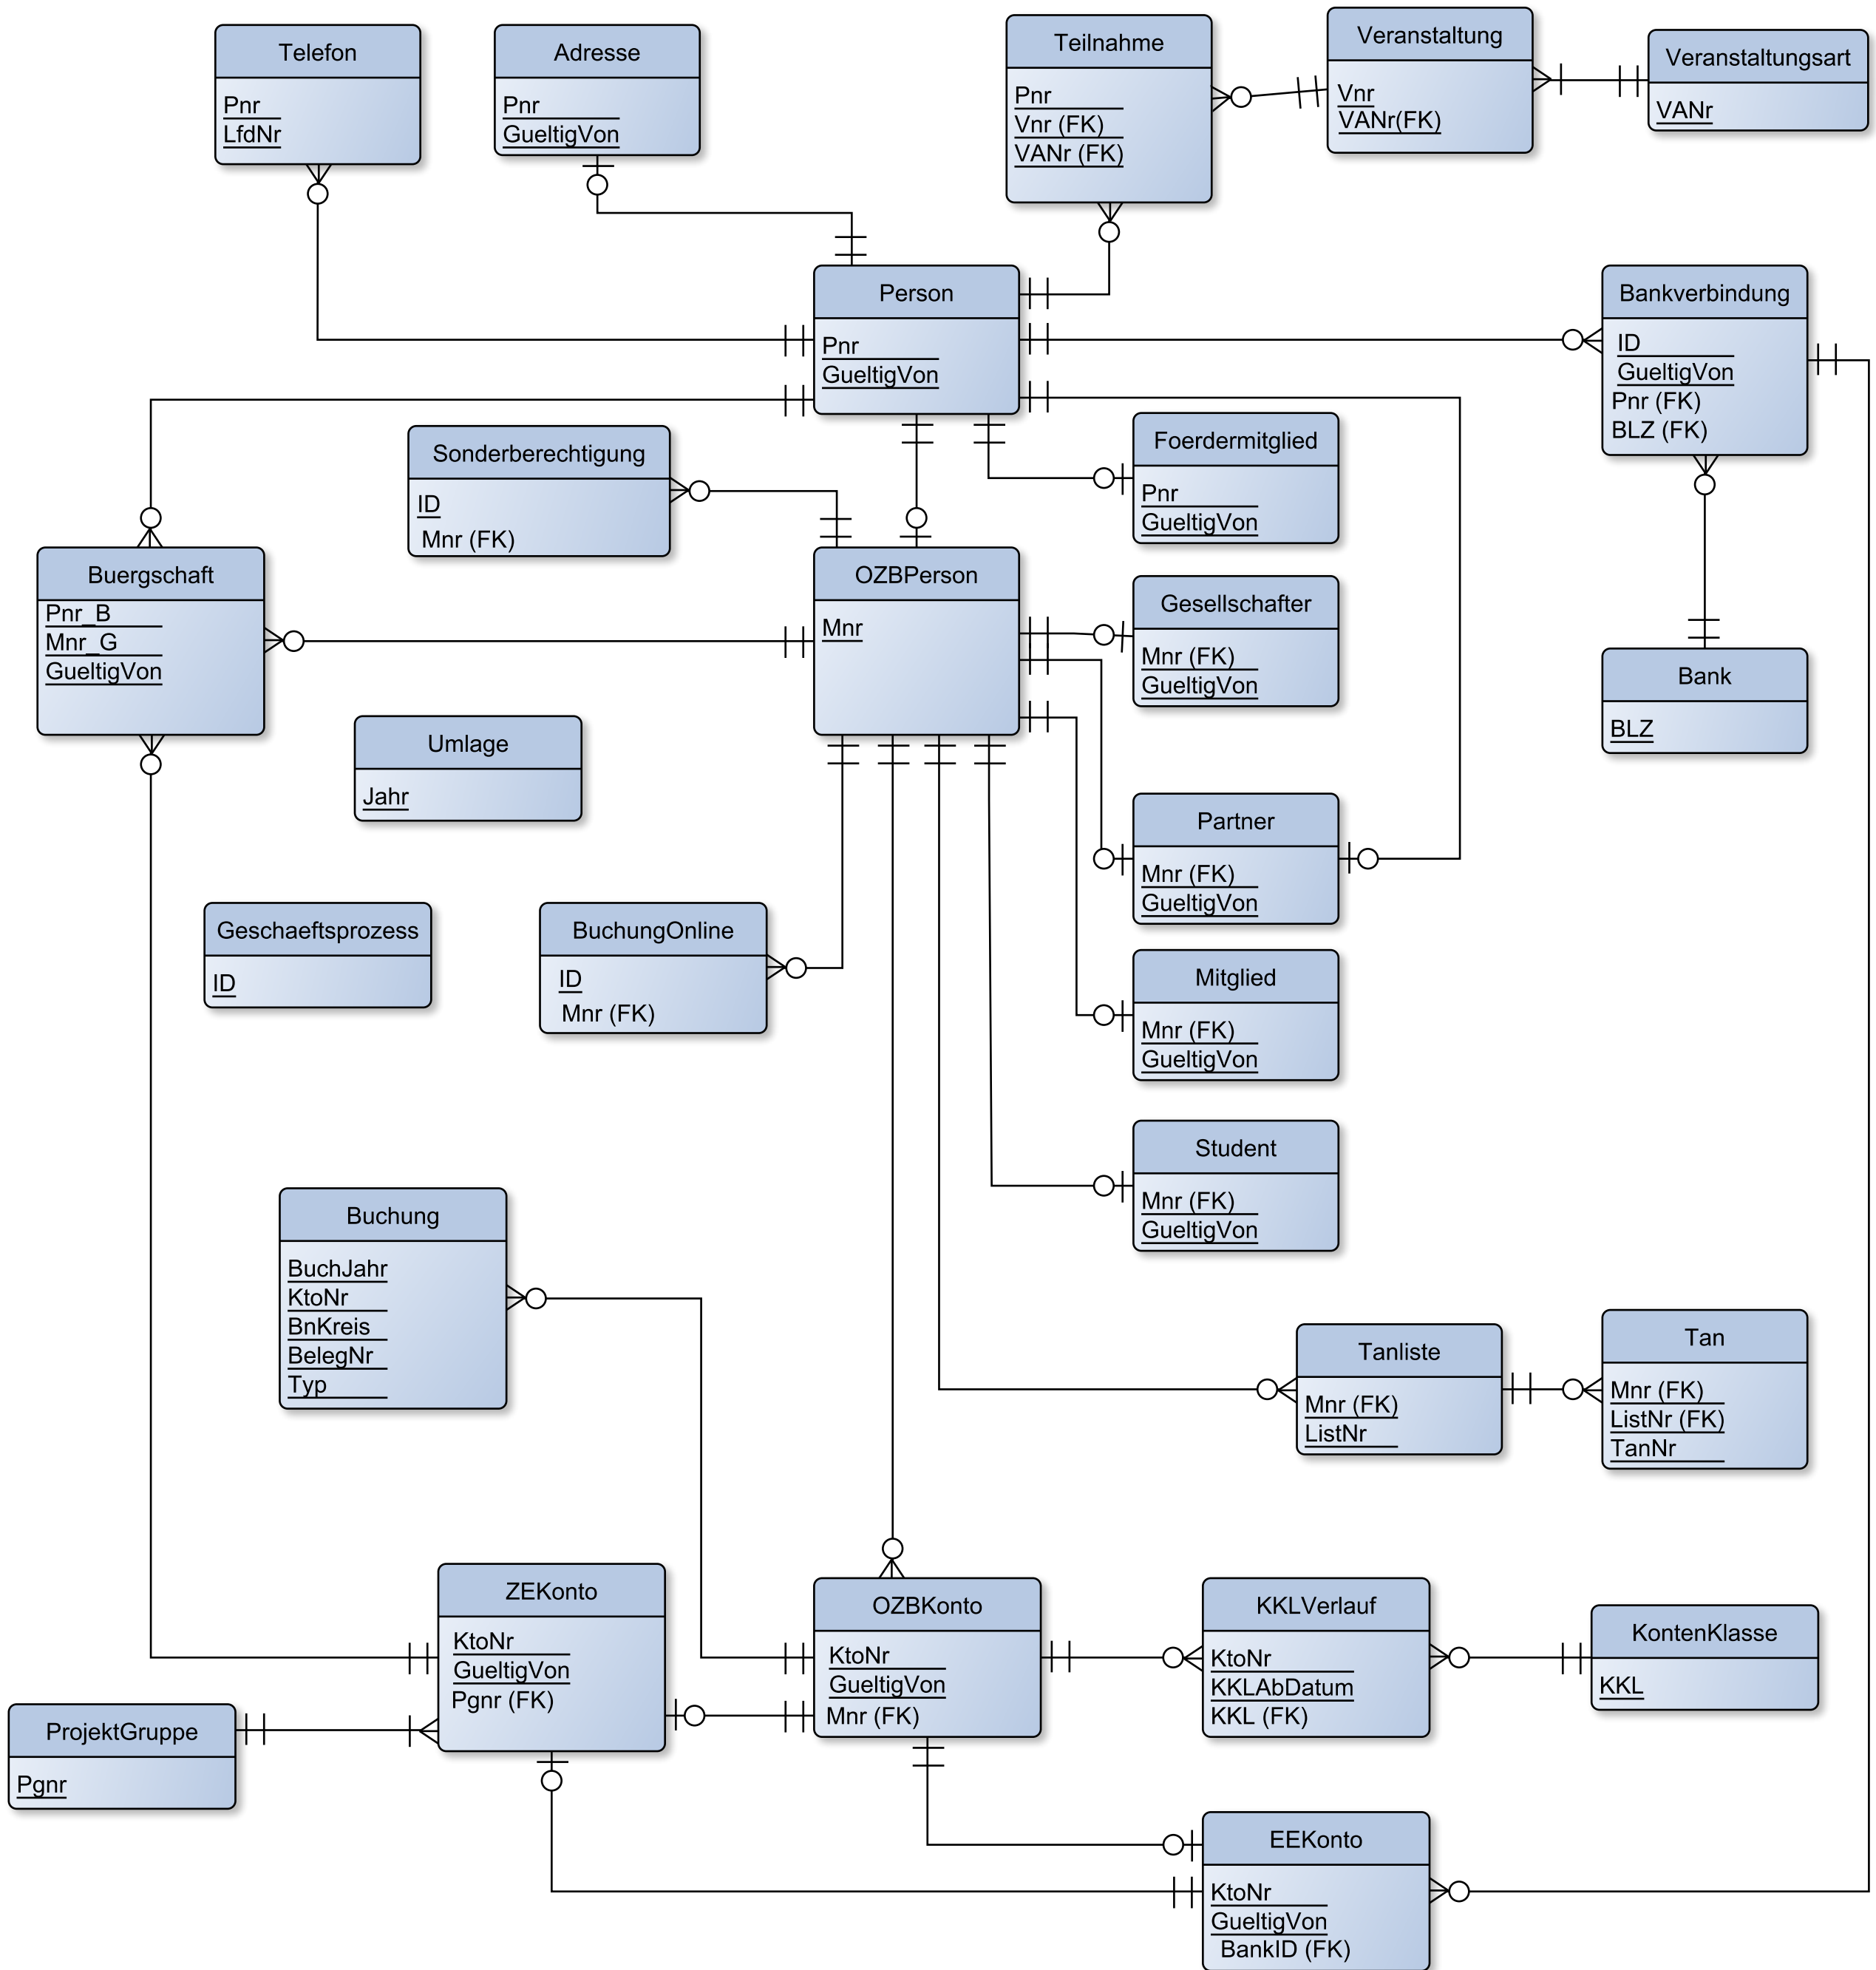 Telefon
Pnr
LfdNr
Adresse
Pnr
GueltigVon
Teilnahme
Pnr
Vnr (FK)
VANr (FK)
Veranstaltung
Vnr
VANr(FK)
Veranstaltungsart
VANr
Person
Pnr
GueltigVon
Bankverbindung
ID
GueltigVon
Pnr (FK)
BLZ (FK)
Sonderberechtigung
ID
Mnr (FK)
Foerdermitglied
Pnr
GueltigVon
Buergschaft
Pnr_B
Mnr_G
GueltigVon
OZBPerson
Mnr
Gesellschafter
Mnr (FK)
GueltigVon
Bank
BLZ
Umlage
Jahr
Partner
Mnr (FK)
GueltigVon
Geschaeftsprozess
ID
BuchungOnline
ID
Mnr (FK)
Mitglied
Mnr (FK)
GueltigVon
Student
Mnr (FK)
GueltigVon
Buchung
BuchJahr
KtoNr
BnKreis
BelegNr
Typ
Tanliste
Mnr (FK)
ListNr
Tan
Mnr (FK)
ListNr (FK)
TanNr
ZEKonto
KtoNr
GueltigVon
Pgnr (FK)
OZBKonto
KtoNr
GueltigVon
Mnr (FK)
KKLVerlauf
KtoNr
KKLAbDatum
KKL (FK)
KontenKlasse
KKL
ProjektGruppe
Pgnr
EEKonto
KtoNr
GueltigVon
BankID (FK)